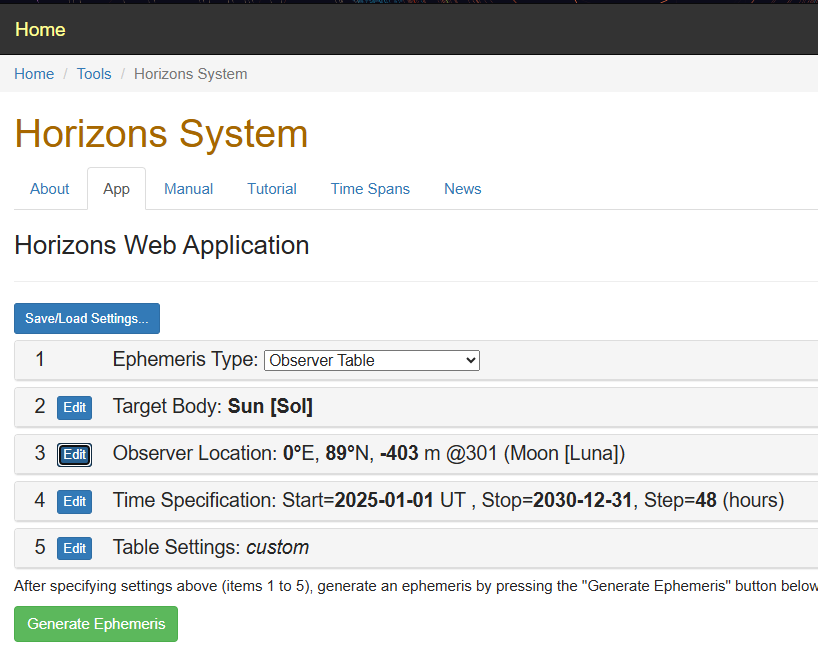 Home
Home / Tools / Horizons System
Horizons System
About App Manual Tutorial Time Spans News
Horizons Web Application
Save/Load Settings...
1 Ephemeris Type: Observer Table
2 Edit Target Body: Sun [Sol]
3 Edit Observer Location: 0°E, 89°N, -403 m @301 (Moon [Luna])
4 Edit Time Specification: Start=2025-01-01 UT , Stop=2030-12-31, Step=48 (hours)
5 Edit Table Settings: custom
After specifying settings above (items 1 to 5), generate an ephemeris by pressing the "Generate Ephemeris" button below
Generate Ephemeris